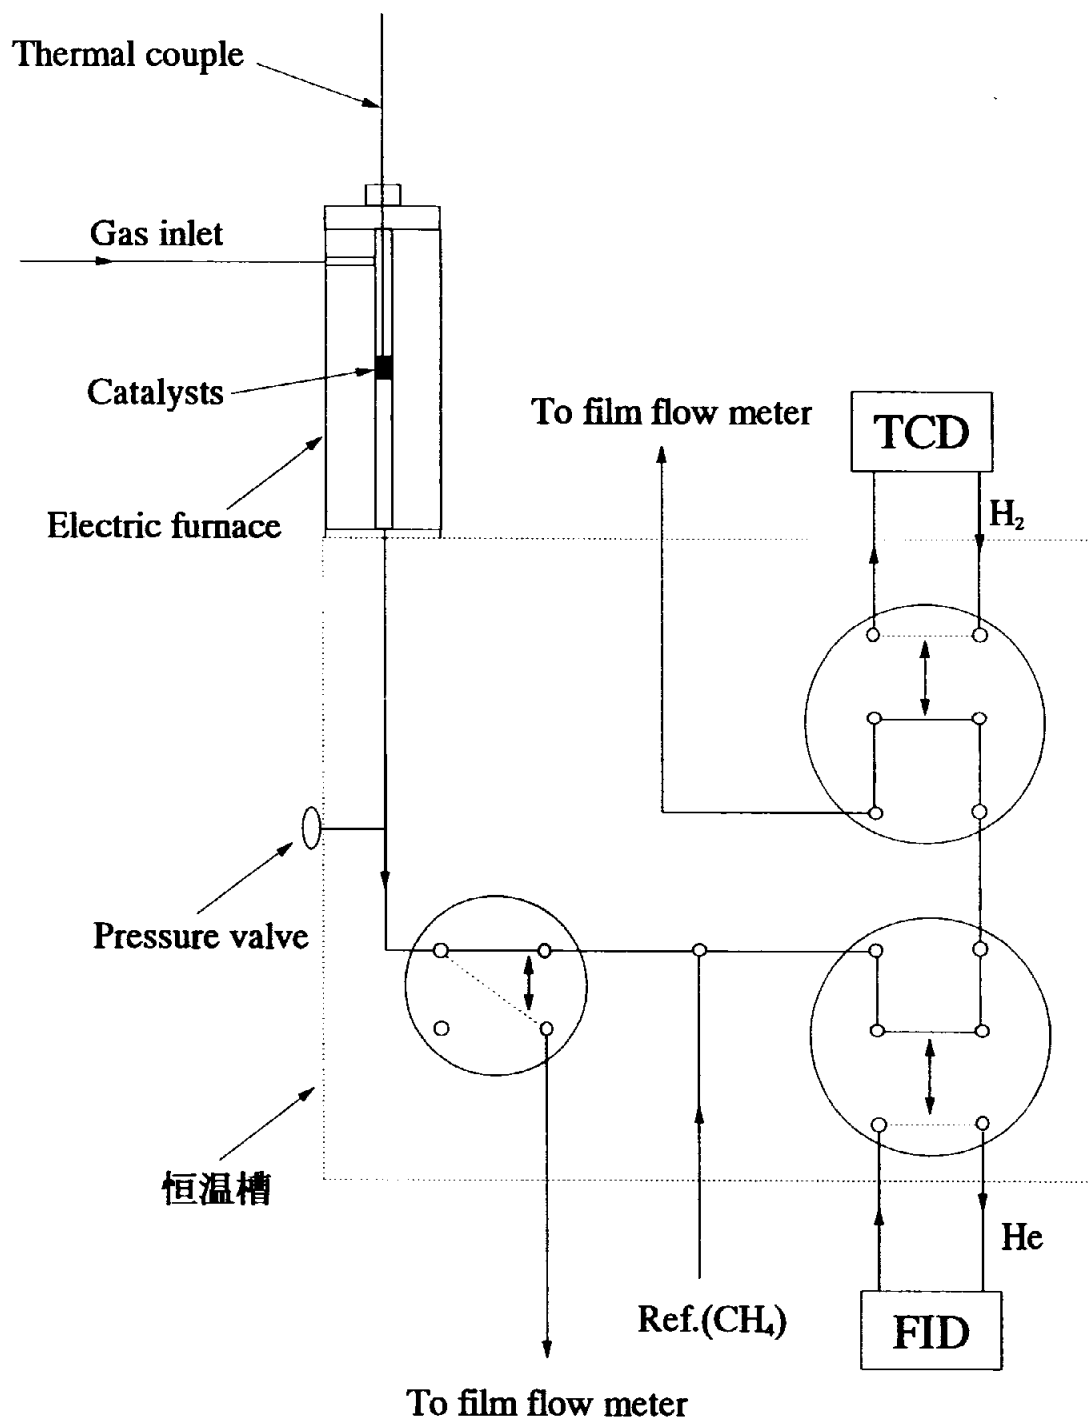 Thermal couple
Gas inlet
Catalysts
To film flow meter
TCD
Electric furnace
H₂
Pressure valve
恒温槽
He
Ref.(CH₄)
FID
To film flow meter